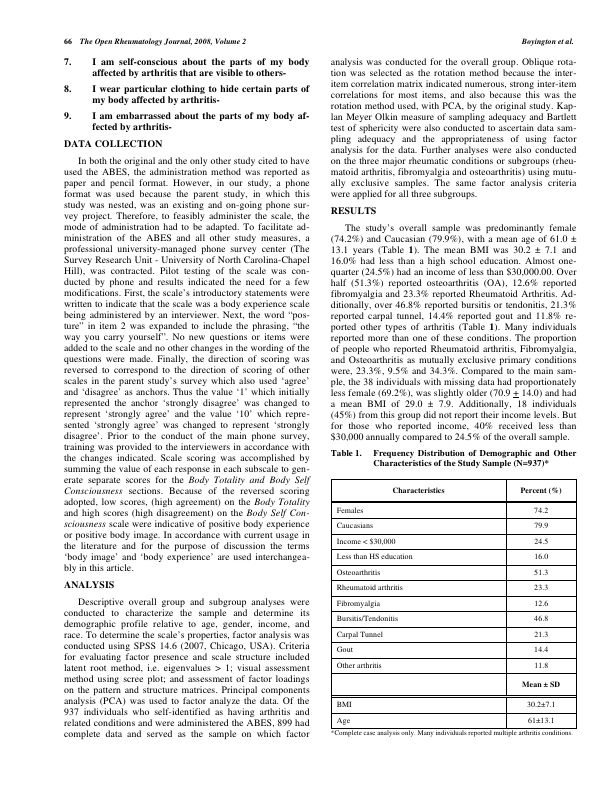 66 The Open Rheumatology Journal, 2008, Volume 2
Boyington et al.
7. I am self-conscious about the parts of my body
affected by arthritis that are visible to others-
8. I wear particular clothing to hide certain parts of
my body affected by arthritis-
9. I am embarrassed about the parts of my body af-
fected by arthritis-
DATA COLLECTION
In both the original and the only other study cited to have
used the ABES, the administration method was reported as
paper and pencil format. However, in our study, a phone
format was used because the parent study, in which this
study was nested, was an existing and on-going phone sur-
vey project. Therefore, to feasibly administer the scale, the
mode of administration had to be adapted. To facilitate ad-
ministration of the ABES and all other study measures, a
professional university-managed phone survey center (The
Survey Research Unit - University of North Carolina-Chapel
Hill), was contracted. Pilot testing of the scale was con-
ducted by phone and results indicated the need for a few
modifications. First, the scale's introductory statements were
written to indicate that the scale was a body experience scale
being administered by an interviewer. Next, the word "pos-
ture" in item 2 was expanded to include the phrasing, "the
way you carry yourself". No new questions or items were
added to the scale and no other changes in the wording of the
questions were made. Finally, the direction of scoring was
reversed to correspond to the direction of scoring of other
scales in the parent study's survey which also used 'agree'
and 'disagree' as anchors. Thus the value '1' which initially
represented the anchor 'strongly disagree' was changed to
represent 'strongly agree' and the value '10' which repre-
sented 'strongly agree' was changed to represent 'strongly
disagree'. Prior to the conduct of the main phone survey,
training was provided to the interviewers in accordance with
the changes indicated. Scale scoring was accomplished by
summing the value of each response in each subscale to gen-
erate separate scores for the Body Totality and Body Self
Consciousness sections. Because of the reversed scoring
adopted, low scores, (high agreement) on the Body Totality
and high scores (high disagreement) on the Body Self Con-
sciousness scale were indicative of positive body experience
or positive body image. In accordance with current usage in
the literature and for the purpose of discussion the terms
'body image' and 'body experience' are used interchangea-
bly in this article.
ANALYSIS
Descriptive overall group and subgroup analyses were
conducted to characterize the sample and determine its
demographic profile relative to age, gender, income, and
race. To determine the scale's properties, factor analysis was
conducted using SPSS 14.6 (2007, Chicago, USA). Criteria
for evaluating factor presence and scale structure included
latent root method, i.e. eigenvalues > 1; visual assessment
method using scree plot; and assessment of factor loadings
on the pattern and structure matrices. Principal components
analysis (PCA) was used to factor analyze the data. Of the
937 individuals who self-identified as having arthritis and
related conditions and were administered the ABES, 899 had
complete data and served as the sample on which factor
analysis was conducted for the overall group. Oblique rota-
tion was selected as the rotation method because the inter-
item correlation matrix indicated numerous, strong inter-item
correlations for most items, and also because this was the
rotation method used, with PCA, by the original study. Kap-
lan Meyer Olkin measure of sampling adequacy and Bartlett
test of sphericity were also conducted to ascertain data sam-
pling adequacy and the appropriateness of using factor
analysis for the data. Further analyses were also conducted
on the three major rheumatic conditions or subgroups (rheu-
matoid arthritis, fibromyalgia and osteoarthritis) using mutu-
ally exclusive samples. The same factor analysis criteria
were applied for all three subgroups.
RESULTS
The study's overall sample was predominantly female
(74.2%) and Caucasian (79.9%), with a mean age of 61.0 ±
13.1 years (Table 1). The mean BMI was 30.2 ± 7.1 and
16.0% had less than a high school education. Almost one-
quarter (24.5%) had an income of less than $30,000.00. Over
half (51.3%) reported osteoarthritis (OA), 12.6% reported
fibromyalgia and 23.3% reported Rheumatoid Arthritis. Ad-
ditionally, 46.8% reported having bursitis or tendonitis, 21.3%
reported carpal tunnel, 14.4% reported gout and 11.8% re-
ported other types of arthritis (Table 1). Many individuals
reported more than one of these conditions. The proportion
of people who reported Rheumatoid arthritis, Fibromyalgia,
and Osteoarthritis as mutually exclusive primary conditions
were, 23.3%, 9.5% and 34.3%. Compared to the main sam-
ple, the 38 individuals with missing data had proportionately
less female (69.2%), was slightly older (70.9 ± 14.0) and had
a mean BMI of 29.0 ± 7.9. Additionally, 18 individuals
(45%) from this group did not report their income levels. But
for those who reported income, 40% received less than
$30,000 annually compared to 24.5% of the overall sample.
Table 1. Frequency Distribution of Demographic and Other
Characteristics of the Study Sample (N=937)*
Characteristics Percent (%)
Females 74.2
Caucasians 79.9
Income < $30,000 24.5
Less than HS education 16.0
Osteoarthritis 51.3
Rheumatoid arthritis 23.3
Fibromyalgia 12.6
Bursitis/Tendonitis 46.8
Carpal Tunnel 21.3
Gout 14.4
Other arthritis 11.8
Mean ± SD
BMI 30.2±7.1
Age 61±13.1
*Complete case analysis only. Many individuals reported multiple arthritis conditions.